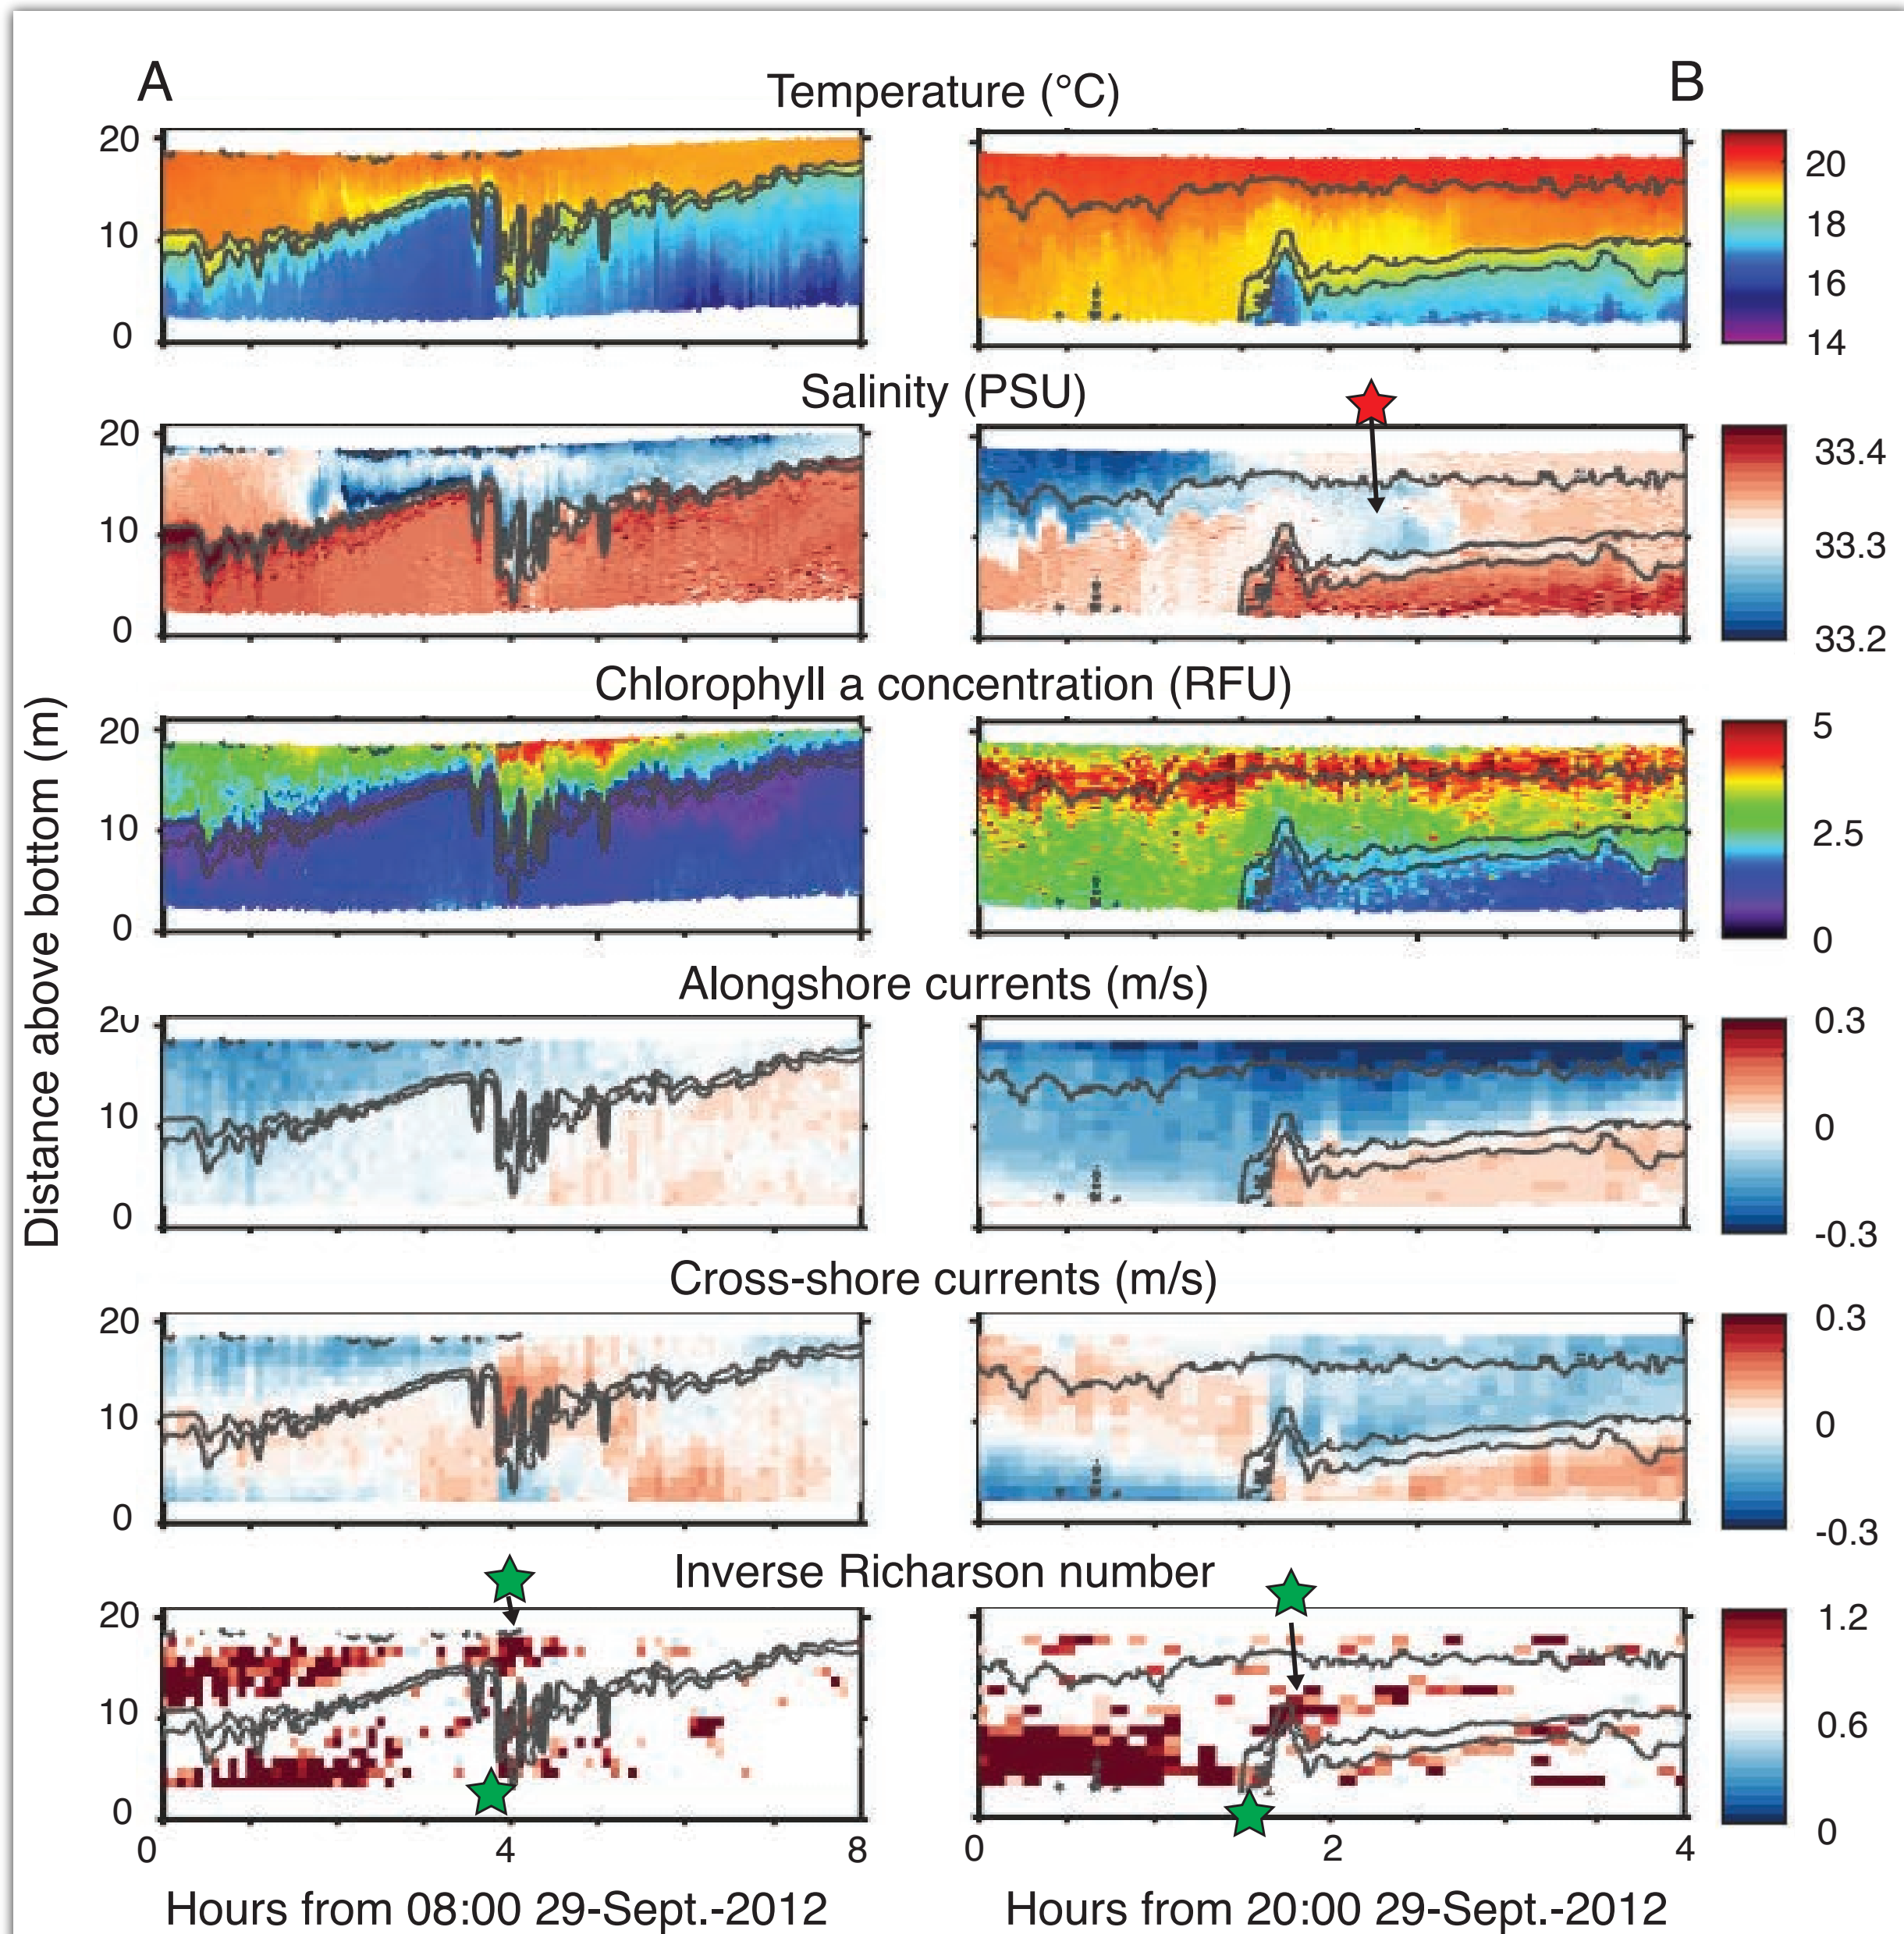 A
B
Temperature (°C)
20
10
0
20
18
16
14
Salinity (PSU)
20
10
0
33.4
33.3
33.2
Chlorophyll a concentration (RFU)
20
10
0
5
2.5
0
Distance above bottom (m)
Alongshore currents (m/s)
20
10
0
0.3
0
-0.3
Cross-shore currents (m/s)
20
10
0
0.3
0
-0.3
Inverse Richarson number
20
10
0
1.2
0.6
0
0 4 8
0 2 4
Hours from 08:00 29-Sept.-2012
Hours from 20:00 29-Sept.-2012